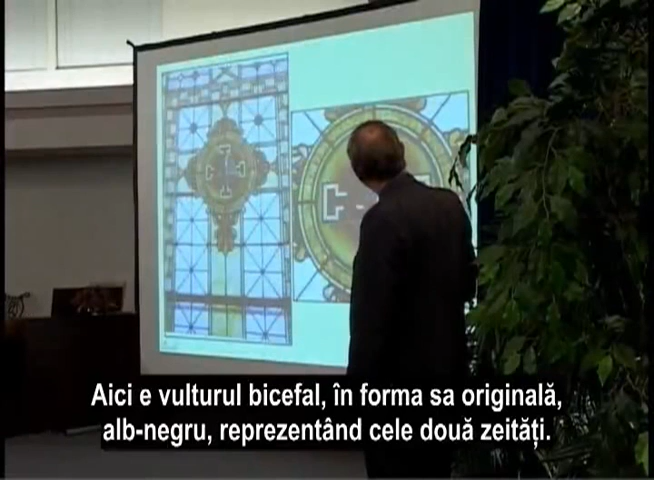 Aici e vulturul bicefal, în forma sa originală,
alb-negru, reprezentând cele două zeități.